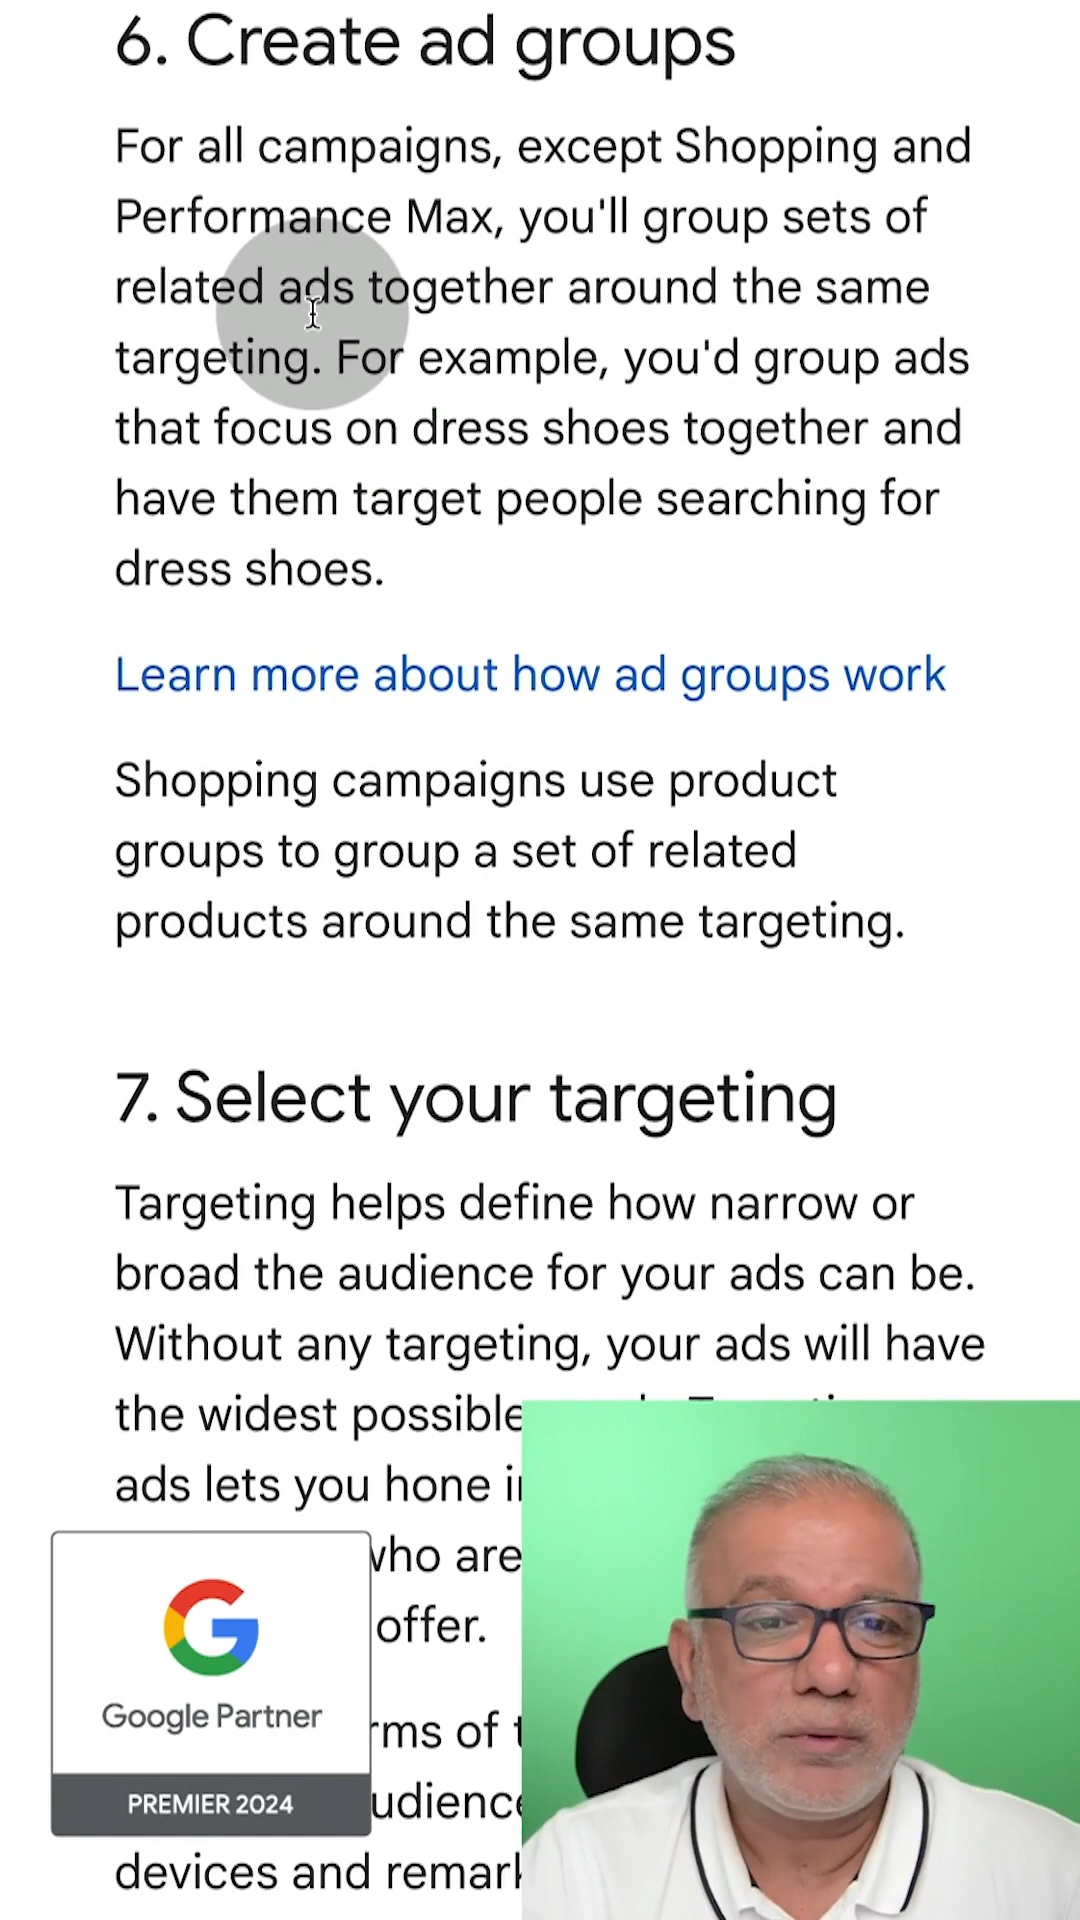 6. Create ad groups
For all campaigns, except Shopping and
Performance Max, you'll group sets of
related ads together around the same
targeting. For example, you'd group ads
that focus on dress shoes together and
have them target people searching for
dress shoes.
Learn more about how ad groups work
Shopping campaigns use product
groups to group a set of related
products around the same targeting.
7. Select your targeting
Targeting helps define how narrow or
broad the audience for your ads can be.
Without any targeting, your ads will have
the widest possible
ads lets you hone
who are
offer.
of
devices and
Google Partner
PREMIER 2024